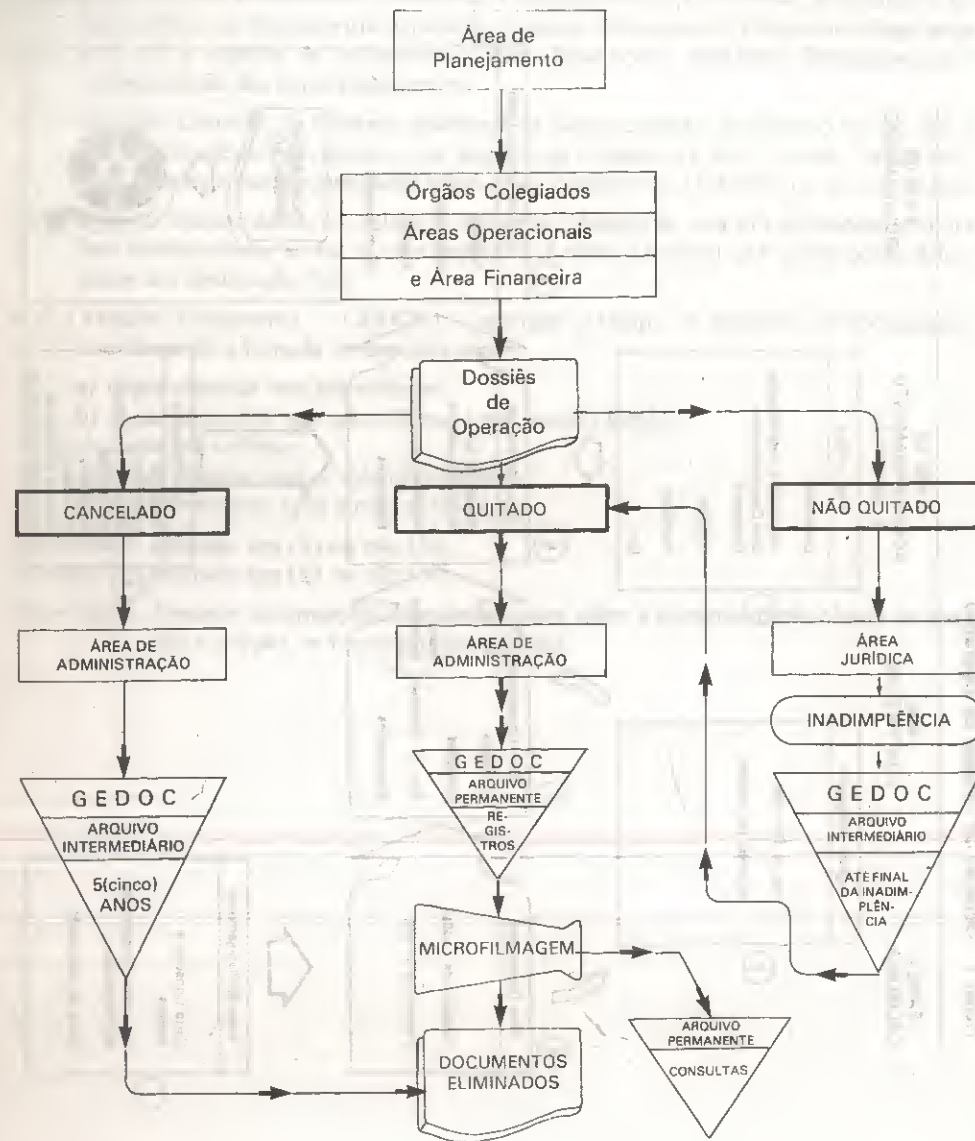 Área de
Planejamento
Órgãos Colegiados
Áreas Operacionais
e Área Financeira
Dossiês
de
Operação
CANCELADO
QUITADO
NÃO QUITADO
ÁREA DE
ADMINISTRAÇÃO
ÁREA DE
ADMINISTRAÇÃO
ÁREA
JURÍDICA
INADIMPLÊNCIA
GEDOC
ARQUIVO
INTERMEDIÁRIO
5(cinco)
ANOS
GEDOC
ARQUIVO
PERMANENTE
RE-
GIS-
TROS
GEDOC
ARQUIVO
INTERMEDIÁRIO
ATÉ FINAL
DA INADIM-
PLÊN-
CIA
MICROFILMAGEM
ARQUIVO
PERMANENTE
CONSULTAS
DOCUMENTOS
ELIMINADOS